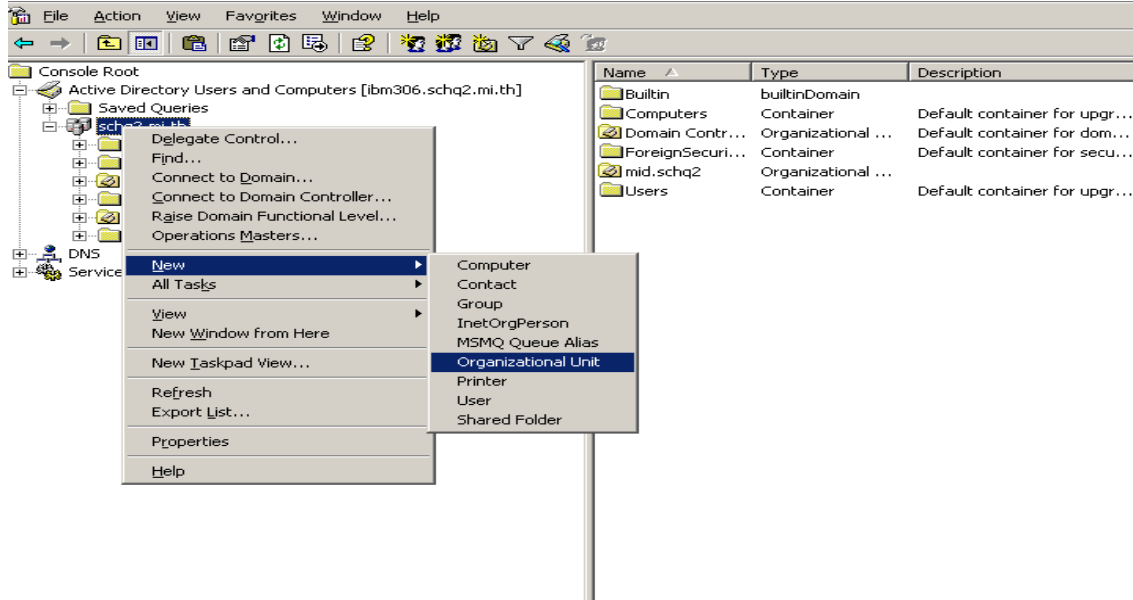 File Action View Favorites Window Help
Console Root
Active Directory Users and Computers [ibm306.schq2.mi.th]
Saved Queries
schq2.mi.th
DNS
Service
Delegate Control...
Find...
Connect to Domain...
Connect to Domain Controller...
Raise Domain Functional Level...
Operations Masters...
New
All Tasks
View
New Window from Here
New Taskpad View...
Refresh
Export List...
Properties
Help
Computer
Contact
Group
InetOrgPerson
MSMQ Queue Alias
Organizational Unit
Printer
User
Shared Folder
Name Type Description
Builtin builtinDomain
Computers Container Default container for upgr...
Domain Contr... Organizational ... Default container for dom...
ForeignSecuri... Container Default container for secu...
mid.schq2 Organizational ...
Users Container Default container for upgr...